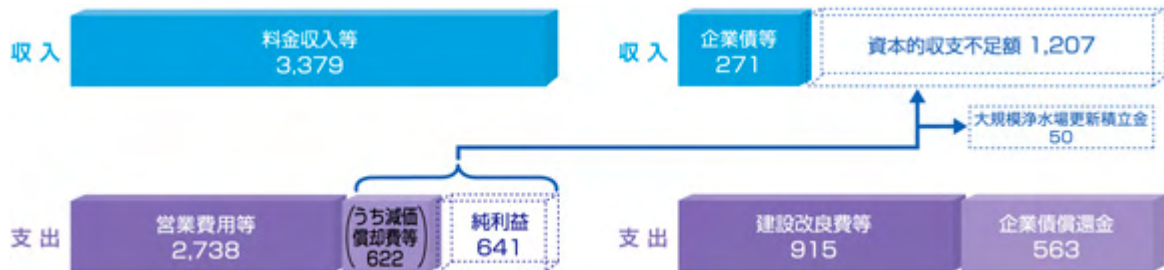 収入
料金収入等
3,379
収入
企業債等
271
資本的収支不足額 1,207
大規模浄水場更新積立金
50
支出
営業費用等
2,738
(うち減価
償却費等
622)
純利益
641
支出
建設改良費等
915
企業債償還金
563